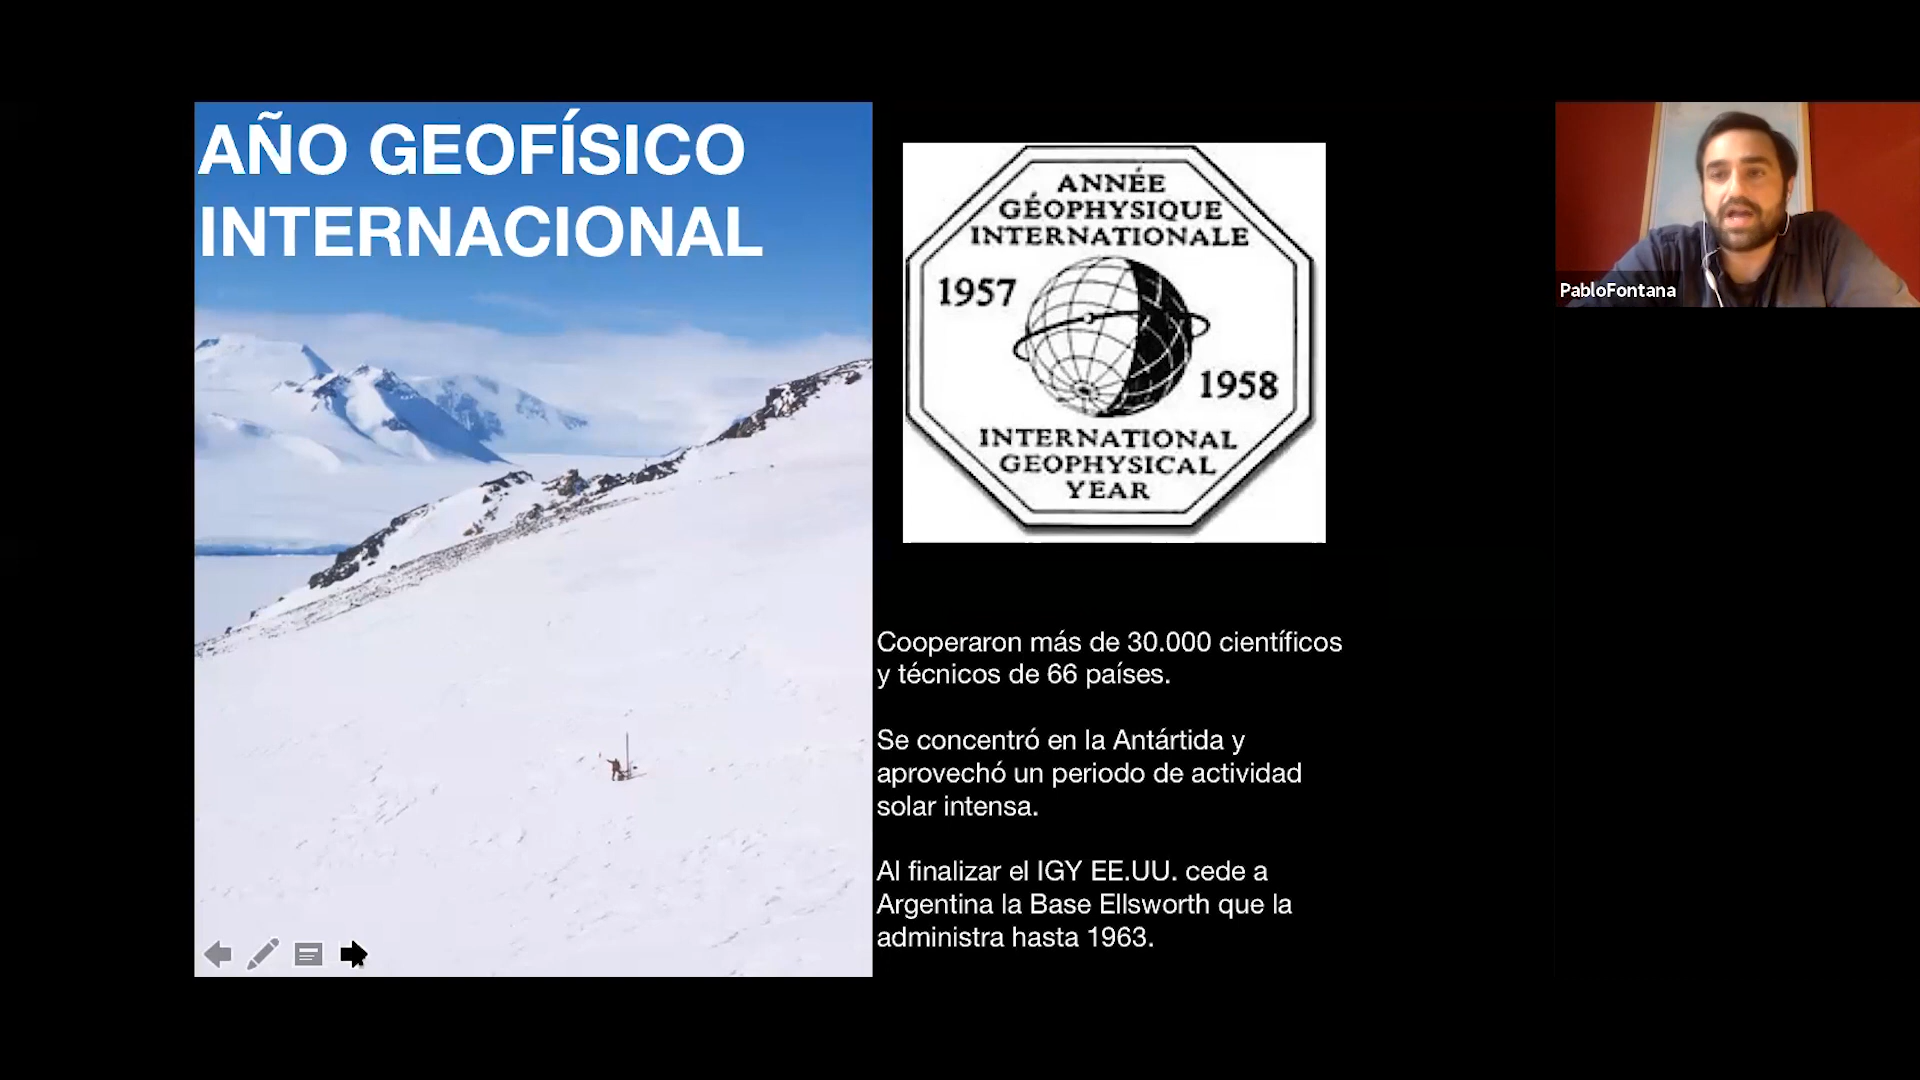 AÑO GEOFÍSICO
INTERNACIONAL
ANNÉE
GÉOPHYSIQUE
INTERNATIONALE
1957
1958
INTERNATIONAL
GEOPHYSICAL
YEAR
Cooperaron más de 30.000 científicos
y técnicos de 66 países.
Se concentró en la Antártida y
aprovechó un periodo de actividad
solar intensa.
Al finalizar el IGY EE.UU. cede a
Argentina la Base Ellsworth que la
administra hasta 1963.
PabloFontana